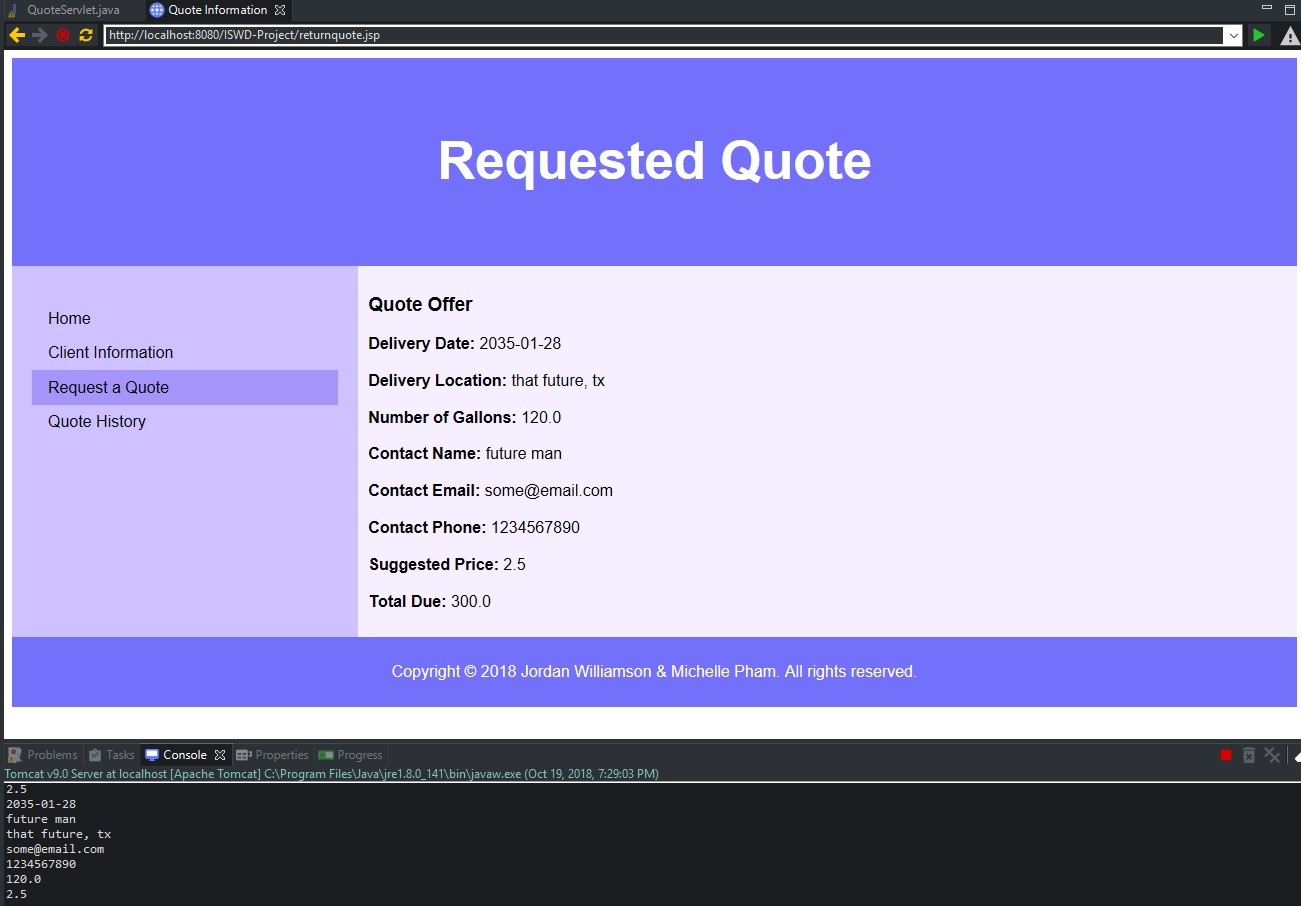 QuoteServlet.java Quote Information
http://localhost:8080/ISWD-Project/returnquote.jsp
Requested Quote
Home
Client Information
Request a Quote
Quote History
Quote Offer
Delivery Date: 2035-01-28
Delivery Location: that future, tx
Number of Gallons: 120.0
Contact Name: future man
Contact Email: some@email.com
Contact Phone: 1234567890
Suggested Price: 2.5
Total Due: 300.0
Copyright © 2018 Jordan Williamson & Michelle Pham. All rights reserved.
Problems Tasks Console Properties Progress
Tomcat v9.0 Server at localhost [Apache Tomcat] C:\Program Files\Java\jre1.8.0_141\bin\javaw.exe (Oct 19, 2018, 7:29:03 PM)
2.5
2035-01-28
future man
that future, tx
some@email.com
1234567890
120.0
2.5